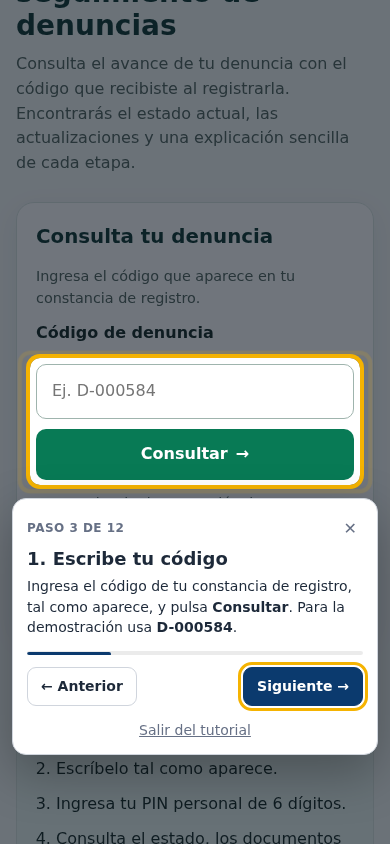 seguimiento de
denuncias
Consulta el avance de tu denuncia con el
código que recibiste al registrarla.
Encontrarás el estado actual, las
actualizaciones y una explicación sencilla
de cada etapa.
Consulta tu denuncia
Ingresa el código que aparece en tu
constancia de registro.
Código de denuncia
Ej. D-000584
Consultar →
PASO 3 DE 12
✕
1. Escribe tu código
Ingresa el código de tu constancia de registro,
tal como aparece, y pulsa Consultar. Para la
demostración usa D-000584.
← Anterior
Siguiente →
Salir del tutorial
2. Escríbelo tal como aparece.
3. Ingresa tu PIN personal de 6 dígitos.
4. Consulta el estado, los documentos